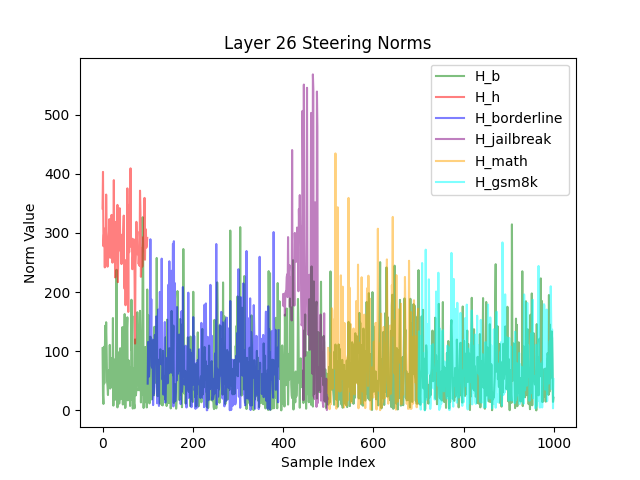 Layer 26 Steering Norms
H_b
H_h
H_borderline
H_jailbreak
H_math
H_gsm8k
Norm Value
500
400
300
200
100
0
0
200
400
600
800
1000
Sample Index